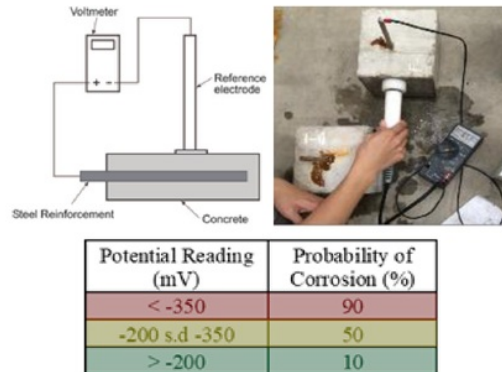 Voltmeter
+ −
Reference
electrode
Steel Reinforcement
Concrete
Potential Reading
(mV)
Probability of
Corrosion (%)
< -350
90
-200 s.d -350
50
> -200
10